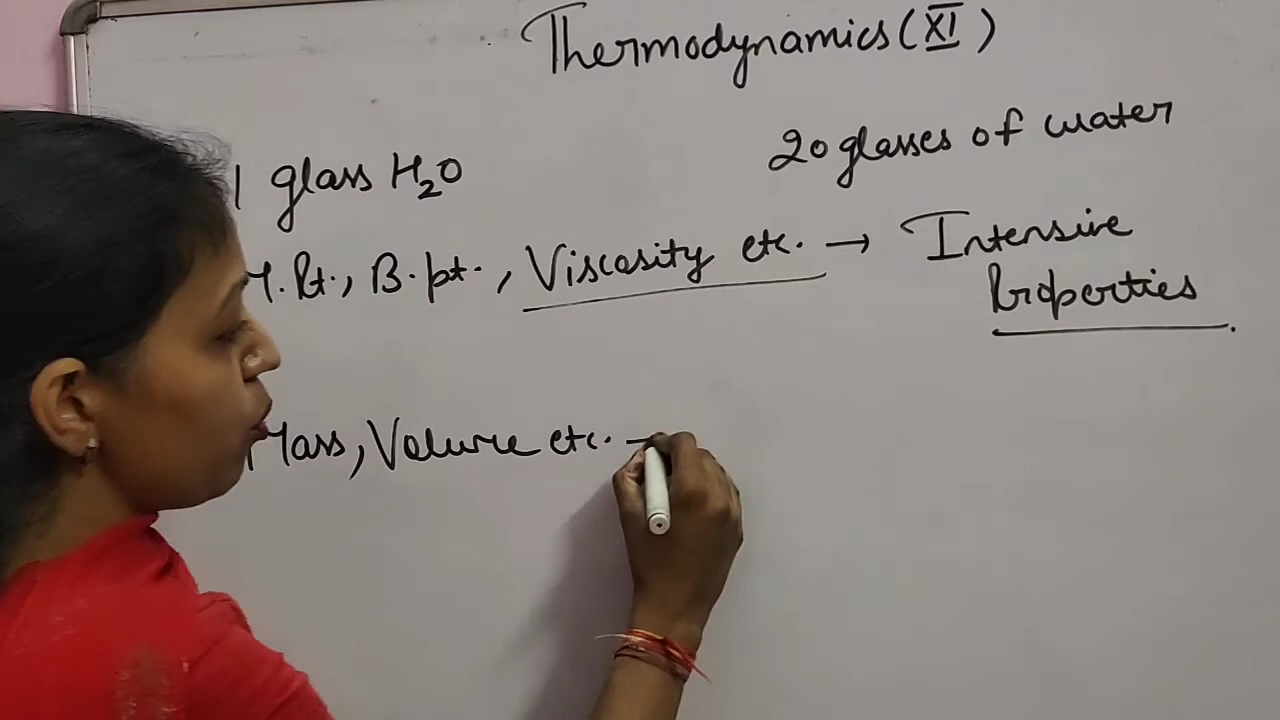 Thermodynamics (XI)
1 glass H₂O
20 glasses of water
M.Pt., B.pt., Viscosity etc. → Intensive
Properties.
Mass, Volume etc. —